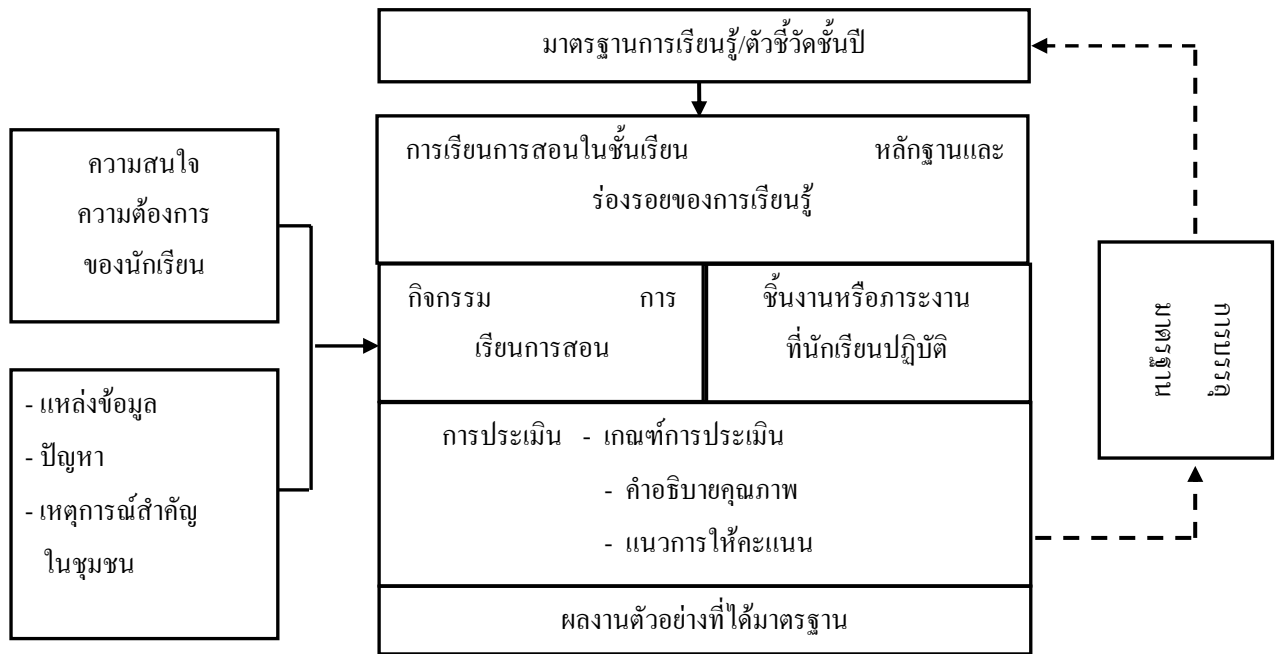 มาตรฐานการเรียนรู้/ตัวชี้วัดชั้นปี
การเรียนการสอนในชั้นเรียน หลักฐานและ
ร่องรอยของการเรียนรู้
ความสนใจ
ความต้องการ
ของนักเรียน
กิจกรรม การ
เรียนการสอน
ชิ้นงานหรือภาระงาน
ที่นักเรียนปฏิบัติ
- แหล่งข้อมูล
- ปัญหา
- เหตุการณ์สำคัญ
ในชุมชน
การประเมิน - เกณฑ์การประเมิน
- คำอธิบายคุณภาพ
- แนวการให้คะแนน
ผลงานตัวอย่างที่ได้มาตรฐาน
การบรรลุ
มาตรฐาน